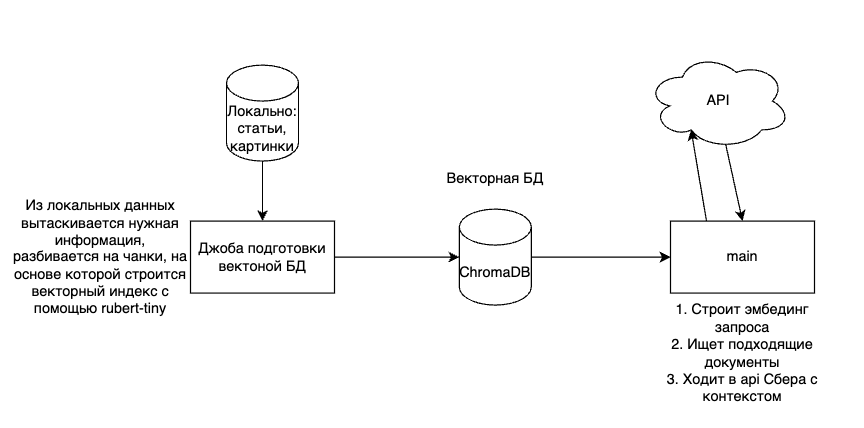 Локально:
статьи,
картинки
API
Векторная БД
Из локальных данных
вытаскивается нужная
информация,
разбивается на чанки, на
основе которой строится
векторный индекс с
помощью rubert-tiny
Джоба подготовки
вектоной БД
ChromaDB
main
1. Строит эмбединг
запроса
2. Ищет подходящие
документы
3. Ходит в api Сбера с
контекстом